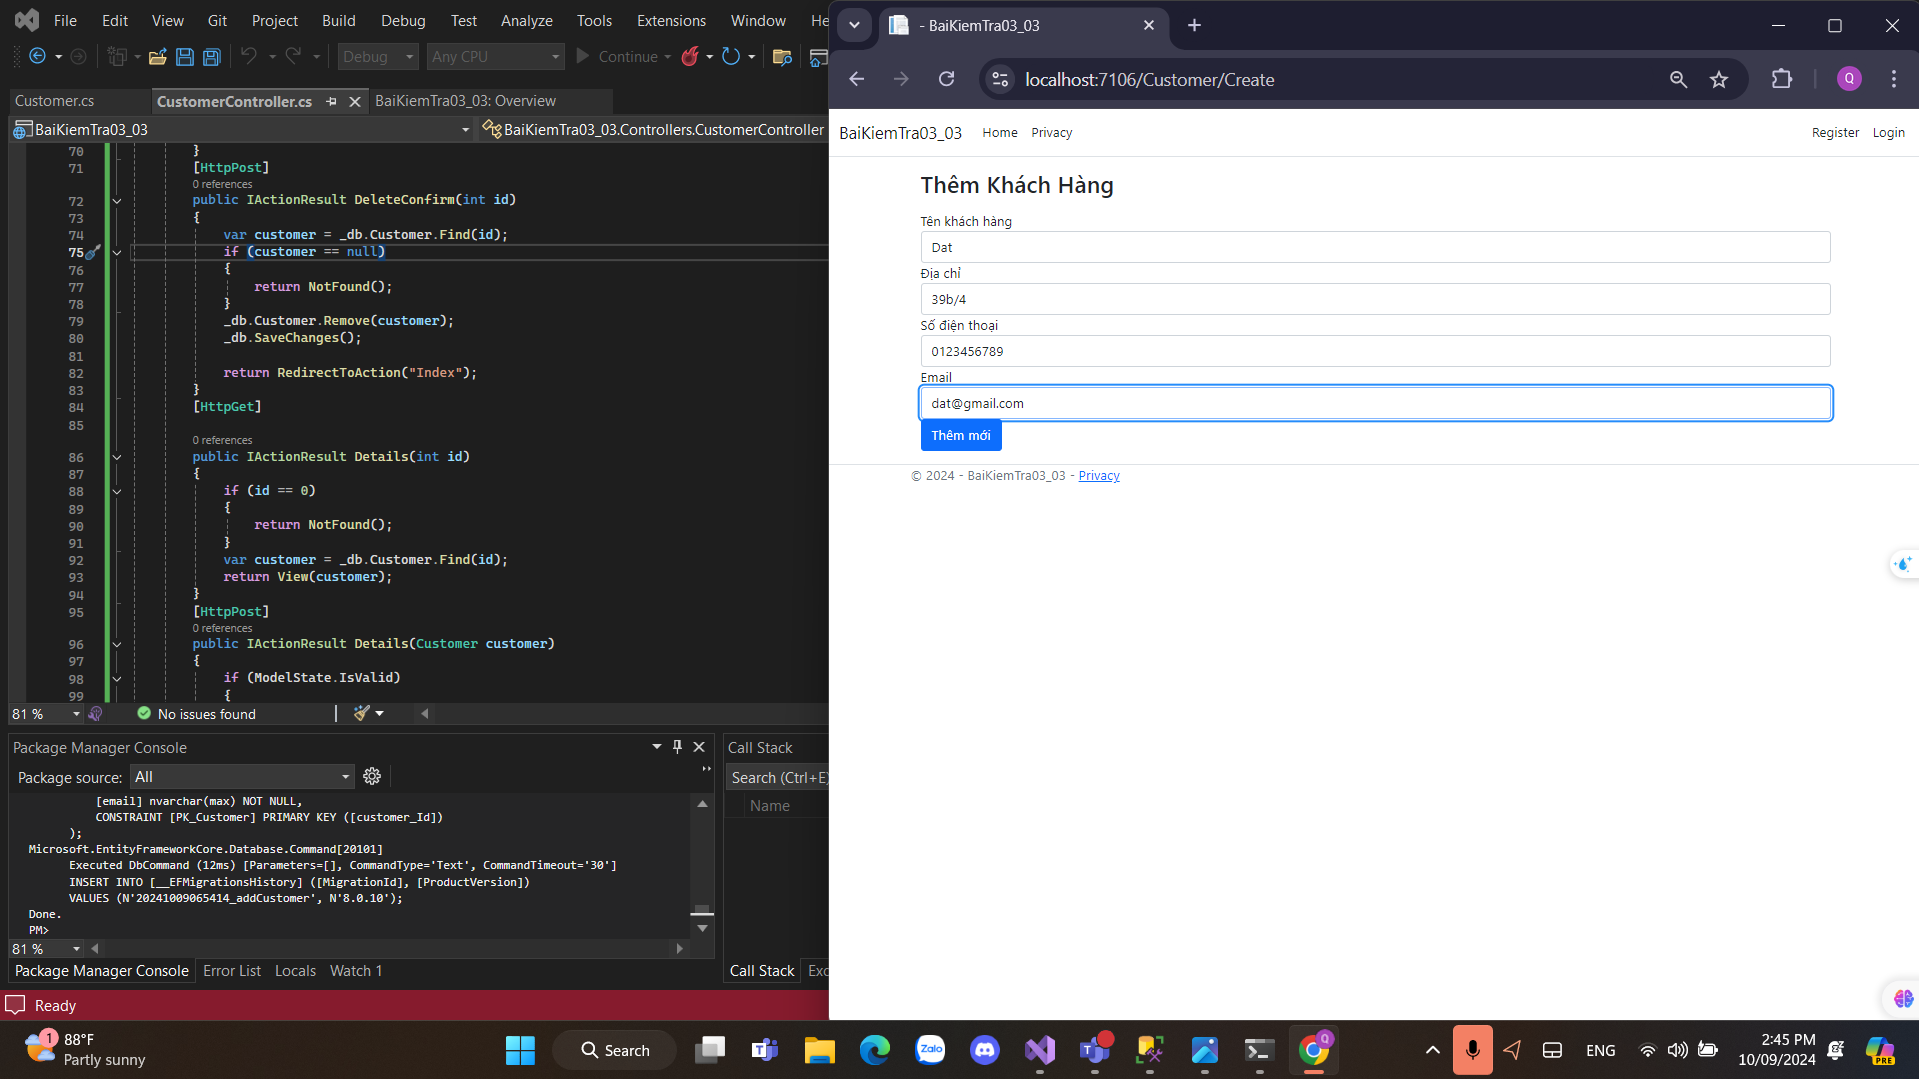 File Edit View Git Project Build Debug Test Analyze Tools Extensions Window He
Debug Any CPU Continue
Customer.cs CustomerController.cs BaiKiemTra03_03: Overview
BaiKiemTra03_03 BaiKiemTra03_03.Controllers.CustomerController
70 }
71 [HttpPost]
0 references
72 public IActionResult DeleteConfirm(int id)
73 {
74 var customer = _db.Customer.Find(id);
75 if (customer == null)
76 {
77 return NotFound();
78 }
79 _db.Customer.Remove(customer);
80 _db.SaveChanges();
81
82 return RedirectToAction("Index");
83 }
84 [HttpGet]
85
0 references
86 public IActionResult Details(int id)
87 {
88 if (id == 0)
89 {
90 return NotFound();
91 }
92 var customer = _db.Customer.Find(id);
93 return View(customer);
94 }
95 [HttpPost]
0 references
96 public IActionResult Details(Customer customer)
97 {
98 if (ModelState.IsValid)
99 {
81 % No issues found
Package Manager Console
Package source: All
[email] nvarchar(max) NOT NULL,
CONSTRAINT [PK_Customer] PRIMARY KEY ([customer_Id])
);
Microsoft.EntityFrameworkCore.Database.Command[20101]
Executed DbCommand (12ms) [Parameters=[], CommandType='Text', CommandTimeout='30']
INSERT INTO [__EFMigrationsHistory] ([MigrationId], [ProductVersion])
VALUES (N'20241009065414_addCustomer', N'8.0.10');
Done.
PM>
81 %
Package Manager Console Error List Locals Watch 1
Call Stack
Search (Ctrl+E)
Name
Call Stack Exc
Ready
- BaiKiemTra03_03
localhost:7106/Customer/Create
Q
BaiKiemTra03_03 Home Privacy Register Login
Thêm Khách Hàng
Tên khách hàng
Dat
Địa chỉ
39b/4
Số điện thoại
0123456789
Email
dat@gmail.com
Thêm mới
© 2024 - BaiKiemTra03_03 - Privacy
1
88°F
Partly sunny
Search
Zalo
Q
ENG
2:45 PM
10/09/2024
PRE